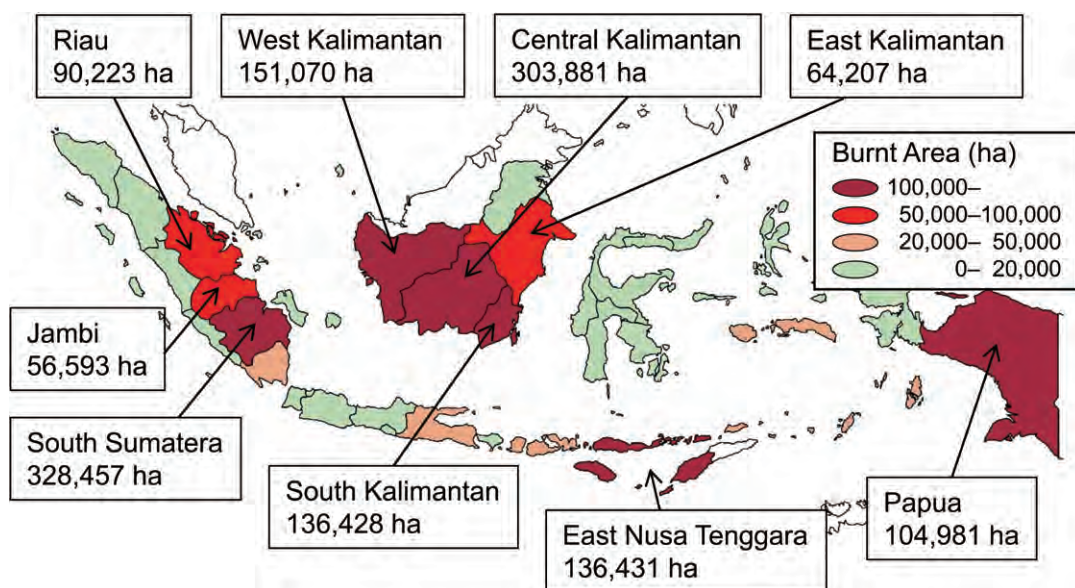 Riau
90,223 ha
West Kalimantan
151,070 ha
Central Kalimantan
303,881 ha
East Kalimantan
64,207 ha
Burnt Area (ha)
100,000–
50,000–100,000
20,000– 50,000
0– 20,000
Jambi
56,593 ha
South Sumatera
328,457 ha
South Kalimantan
136,428 ha
East Nusa Tenggara
136,431 ha
Papua
104,981 ha